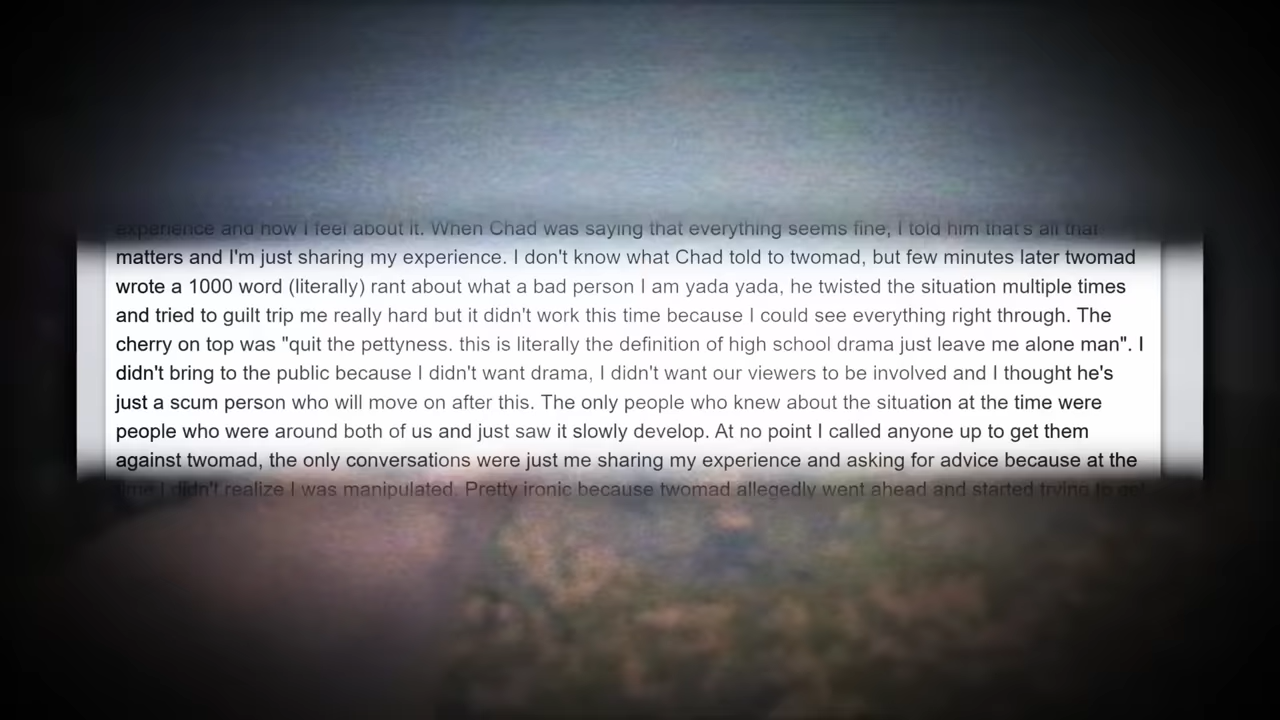 experience and how I feel about it. When Chad was saying that everything seems fine, I told him that's all that
matters and I'm just sharing my experience. I don't know what Chad told to twomad, but few minutes later twomad
wrote a 1000 word (literally) rant about what a bad person I am yada yada, he twisted the situation multiple times
and tried to guilt trip me really hard but it didn't work this time because I could see everything right through. The
cherry on top was "quit the pettyness. this is literally the definition of high school drama just leave me alone man". I
didn't bring to the public because I didn't want drama, I didn't want our viewers to be involved and I thought he's
just a scum person who will move on after this. The only people who knew about the situation at the time were
people who were around both of us and just saw it slowly develop. At no point I called anyone up to get them
against twomad, the only conversations were just me sharing my experience and asking for advice because at the
time I didn't realize I was manipulated. Pretty ironic because twomad allegedly went ahead and started trying to get